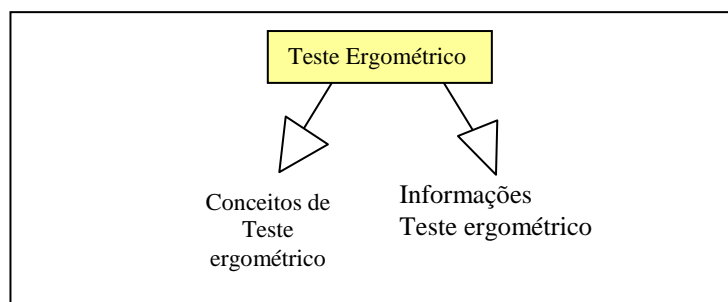 Teste Ergométrico
Conceitos de
Teste
ergométrico
Informações
Teste ergométrico